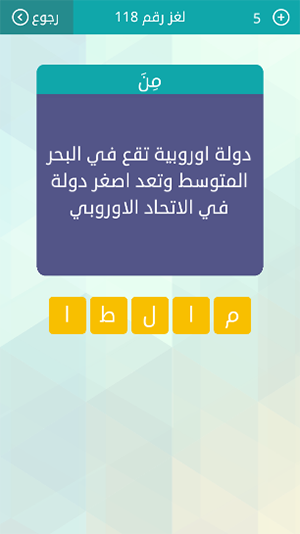 رجوع
لغز رقم 118
5
مِنَ
دولة اوروبية تقع في البحر
المتوسط وتعد اصغر دولة
في الاتحاد الاوروبي
م ا ل ط ا